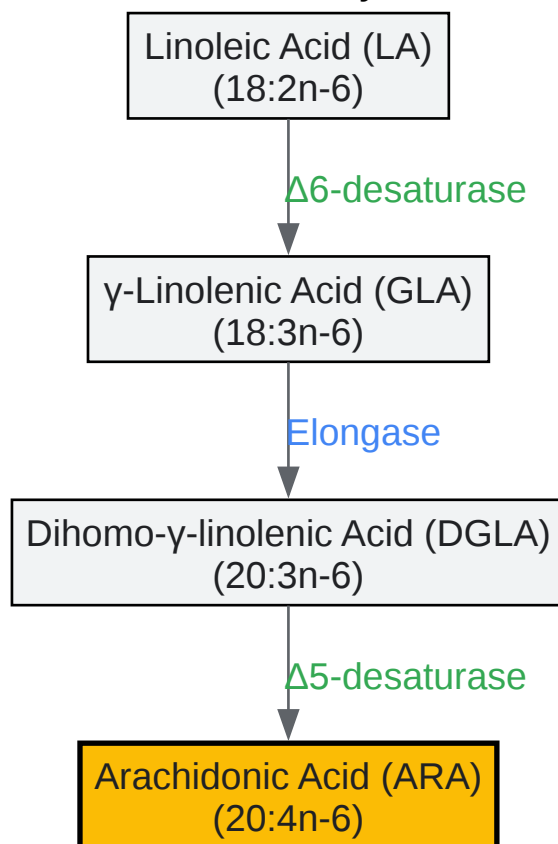 Linoleic Acid (LA)
(18:2n-6)
Δ6-desaturase
γ-Linolenic Acid (GLA)
(18:3n-6)
Elongase
Dihomo-γ-linolenic Acid (DGLA)
(20:3n-6)
Δ5-desaturase
Arachidonic Acid (ARA)
(20:4n-6)